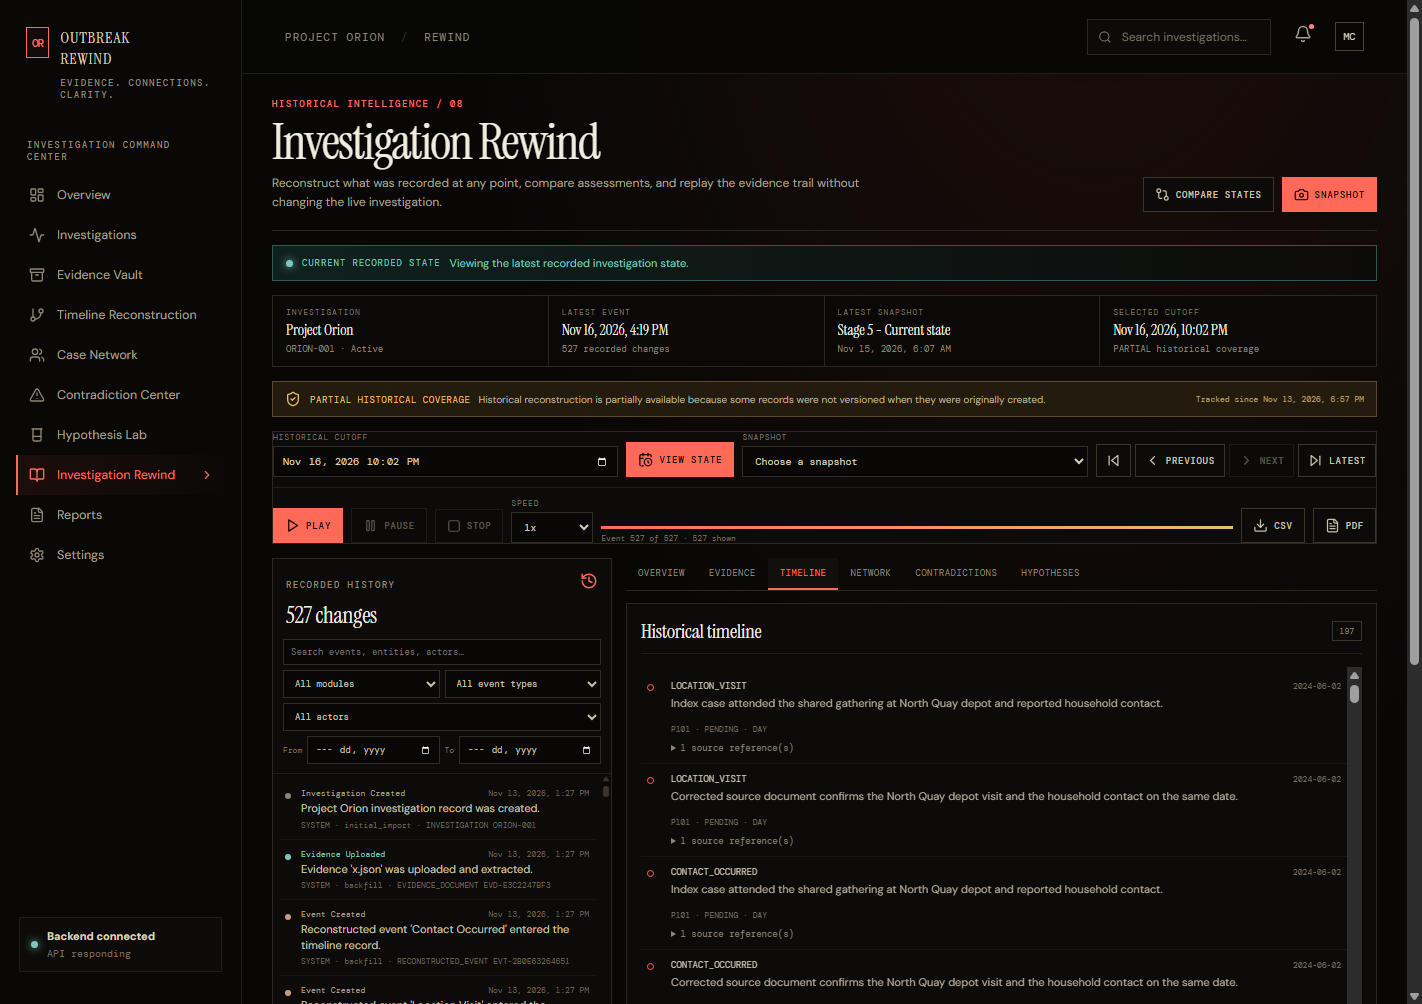 OR
OUTBREAK
REWIND
EVIDENCE. CONNECTIONS.
CLARITY.
INVESTIGATION COMMAND
CENTER
Overview
Investigations
Evidence Vault
Timeline Reconstruction
Case Network
Contradiction Center
Hypothesis Lab
Investigation Rewind
Reports
Settings
Backend connected
API responding
PROJECT ORION / REWIND
Search investigations…
MC
HISTORICAL INTELLIGENCE / 08
Investigation Rewind
Reconstruct what was recorded at any point, compare assessments, and replay the evidence trail without
changing the live investigation.
COMPARE STATES
SNAPSHOT
CURRENT RECORDED STATE Viewing the latest recorded investigation state.
INVESTIGATION
Project Orion
ORION-001 · Active
LATEST EVENT
Nov 16, 2026, 4:19 PM
527 recorded changes
LATEST SNAPSHOT
Stage 5 - Current state
Nov 15, 2026, 6:07 AM
SELECTED CUTOFF
Nov 16, 2026, 10:02 PM
PARTIAL historical coverage
PARTIAL HISTORICAL COVERAGE Historical reconstruction is partially available because some records were not versioned when they were originally created.
Tracked since Nov 13, 2026, 6:57 PM
HISTORICAL CUTOFF
Nov 16, 2026 10:02 PM
VIEW STATE
SNAPSHOT
Choose a snapshot
PREVIOUS
NEXT
LATEST
PLAY
PAUSE
STOP
SPEED
1x
Event 527 of 527 · 527 shown
CSV
PDF
RECORDED HISTORY
527 changes
Search events, entities, actors…
All modules
All event types
All actors
From --- dd, yyyy To --- dd, yyyy
Investigation Created Nov 13, 2026, 1:27 PM
Project Orion investigation record was created.
SYSTEM · initial_import · INVESTIGATION ORION-001
Evidence Uploaded Nov 13, 2026, 1:27 PM
Evidence 'x.json' was uploaded and extracted.
SYSTEM · backfill · EVIDENCE_DOCUMENT EVD-E3C2247BF3
Event Created Nov 13, 2026, 1:27 PM
Reconstructed event 'Contact Occurred' entered the
timeline record.
SYSTEM · backfill · RECONSTRUCTED_EVENT EVT-2B0E63264651
Event Created Nov 13, 2026, 1:27 PM
Reconstructed event 'Location Visit' entered the
OVERVIEW
EVIDENCE
TIMELINE
NETWORK
CONTRADICTIONS
HYPOTHESES
Historical timeline
197
LOCATION_VISIT 2024-06-02
Index case attended the shared gathering at North Quay depot and reported household contact.
P101 · PENDING · DAY
1 source reference(s)
LOCATION_VISIT 2024-06-02
Corrected source document confirms the North Quay depot visit and the household contact on the same date.
P101 · PENDING · DAY
1 source reference(s)
CONTACT_OCCURRED 2024-06-02
Index case attended the shared gathering at North Quay depot and reported household contact.
P101 · PENDING · DAY
1 source reference(s)
CONTACT_OCCURRED 2024-06-02
Corrected source document confirms the North Quay depot visit and the household contact on the same date.